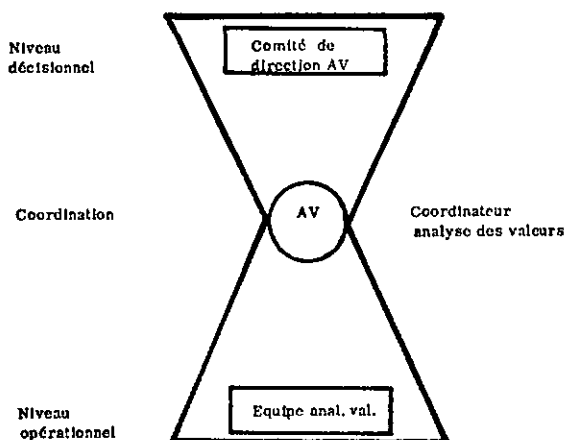 Niveau
décisionnel
Comité de
direction AV
Coordination
AV
Coordinateur
analyse des valeurs
Niveau
opérationnel
Equipe anal. val.